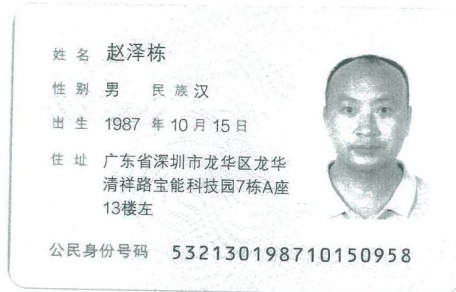 姓名 赵泽栋
性别 男 民族 汉
出生 1987 年 10 月 15 日
住址 广东省深圳市龙华区龙华
清祥路宝能科技园7栋A座
13楼左
公民身份号码 532130198710150958